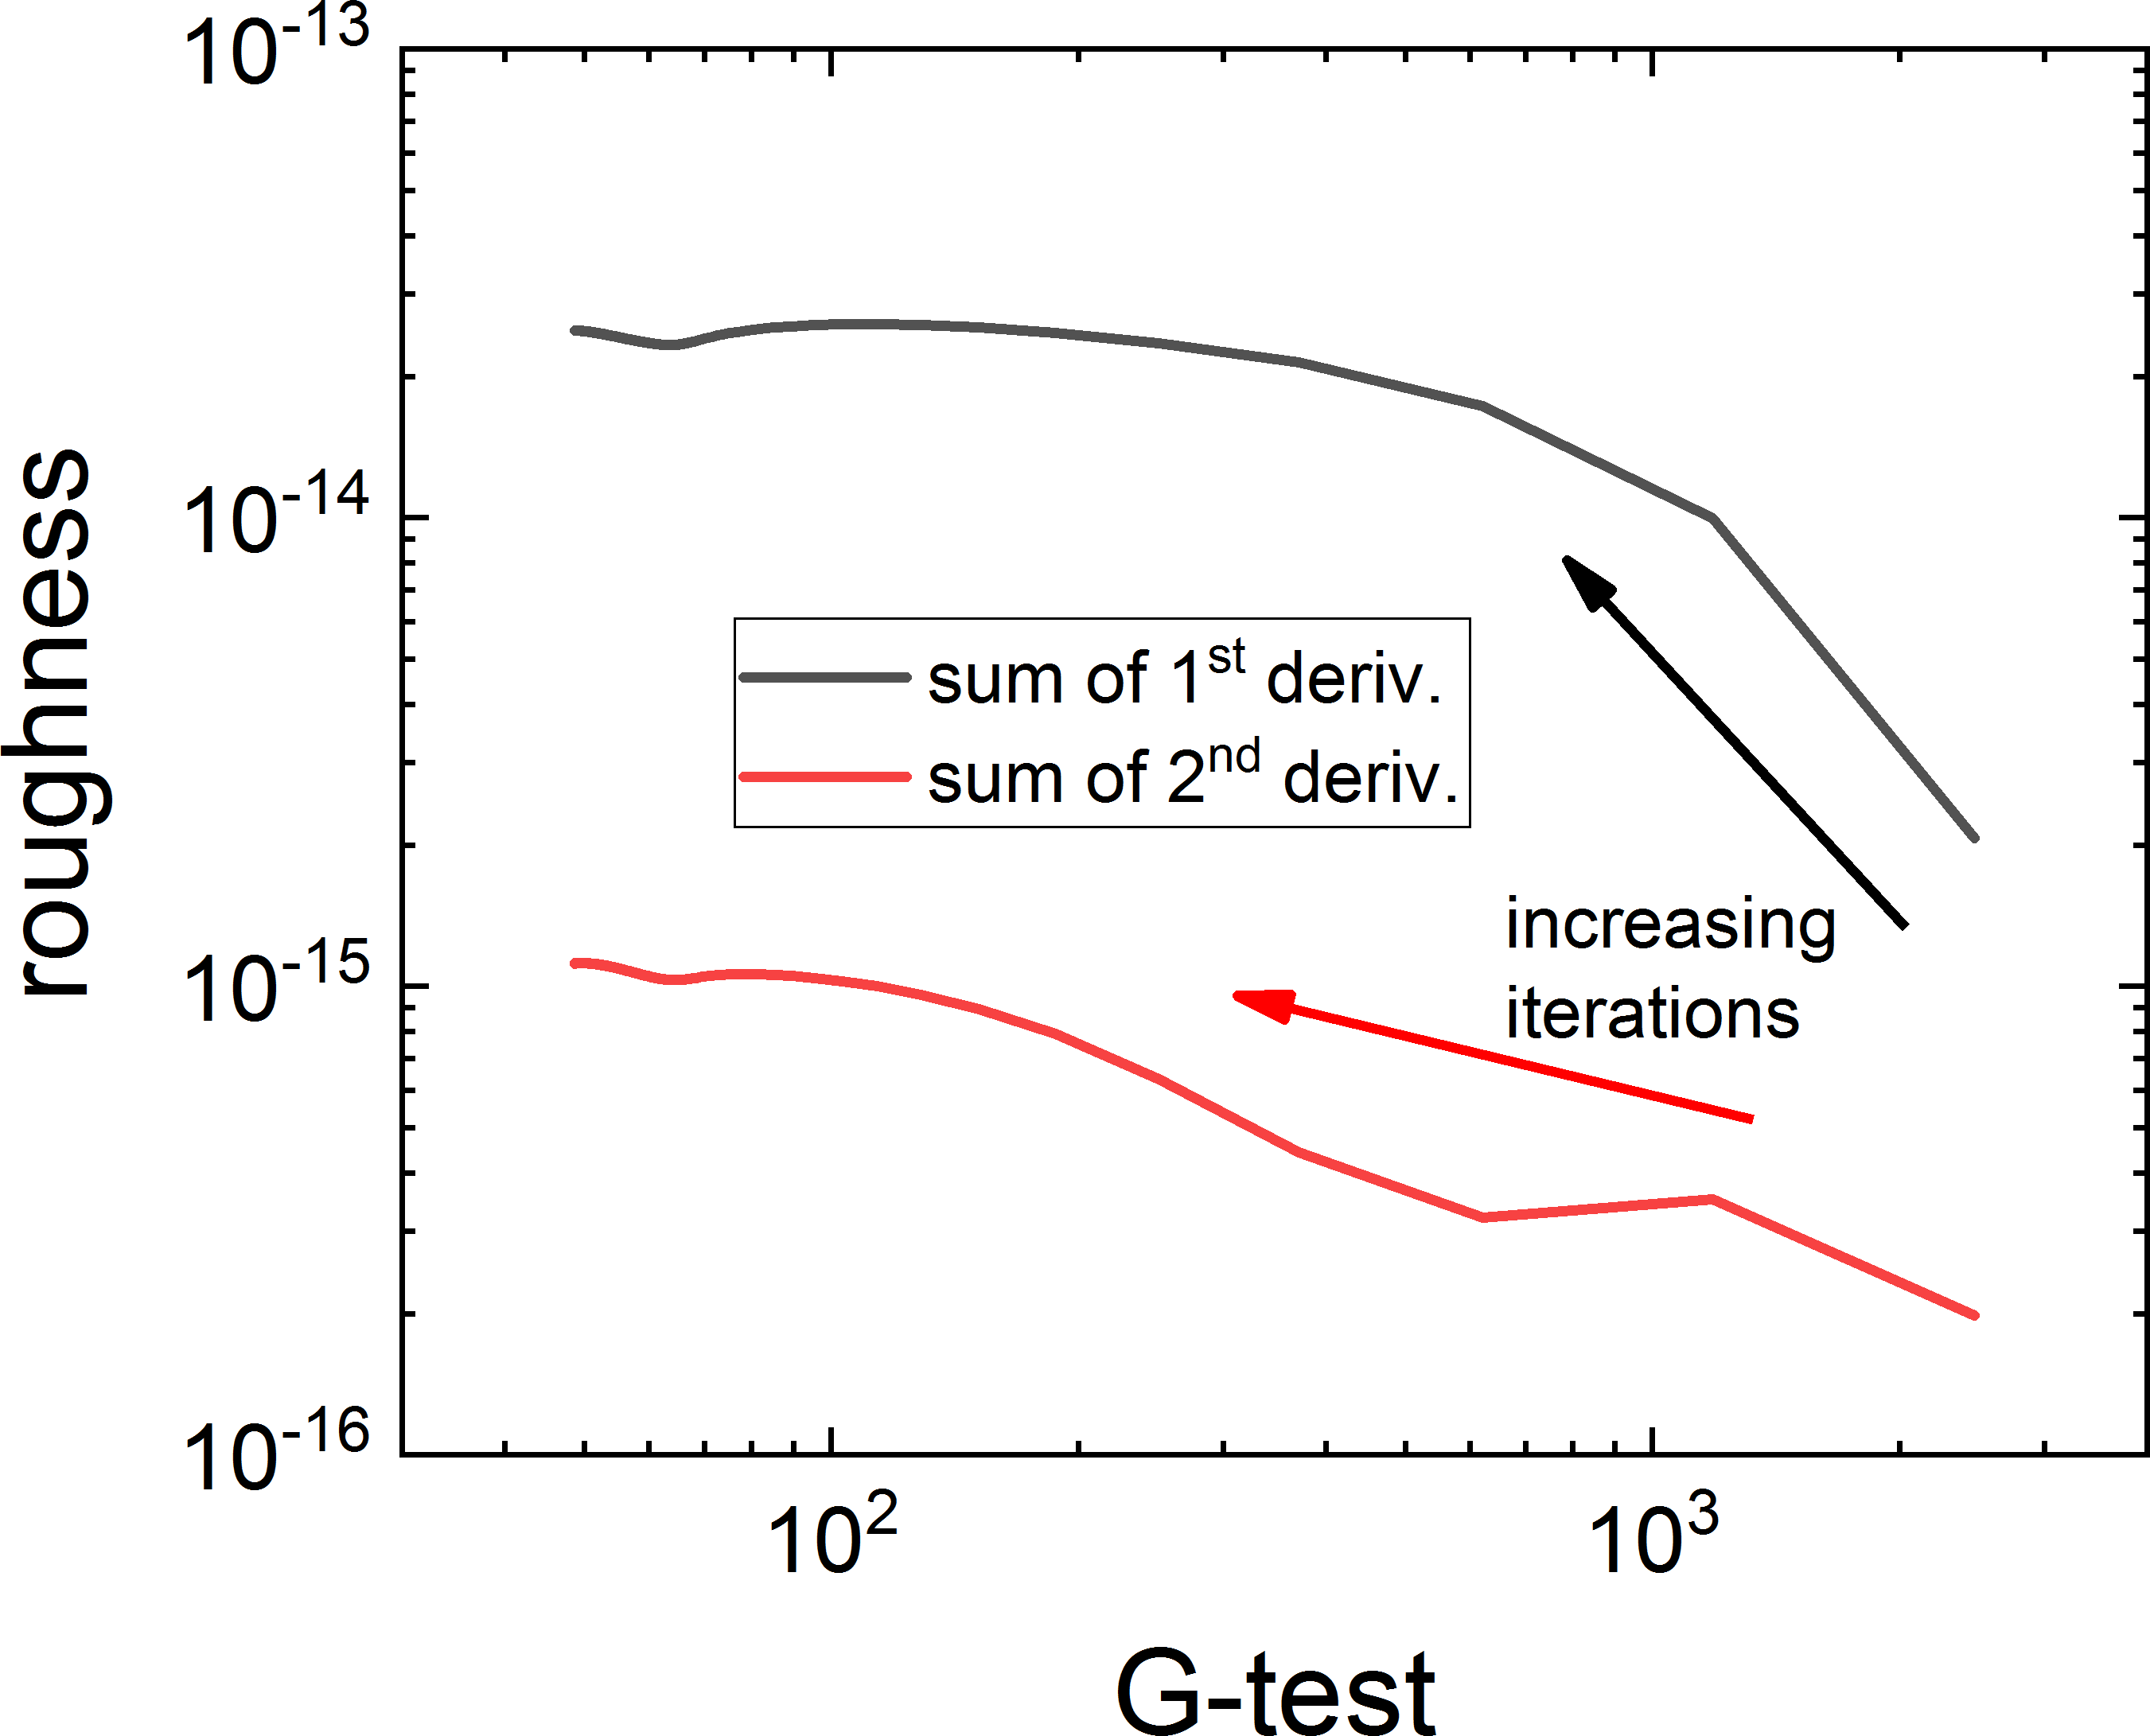 10⁻¹³
10⁻¹⁴
10⁻¹⁵
10⁻¹⁶
roughness
sum of 1ˢᵗ deriv.
sum of 2ⁿᵈ deriv.
increasing
iterations
10²
10³
G-test